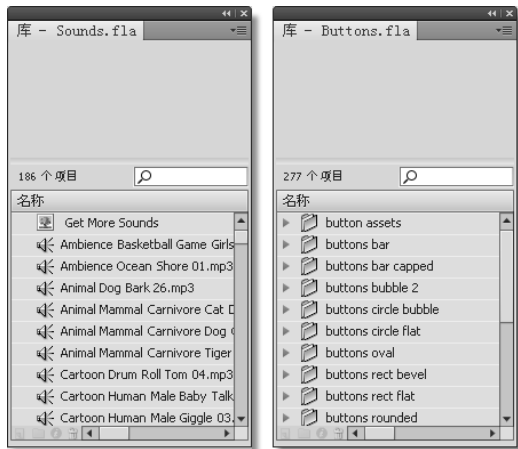 库 - Sounds.fla
186 个项目
名称
Get More Sounds
Ambience Basketball Game Girls
Ambience Ocean Shore 01.mp3
Animal Dog Bark 26.mp3
Animal Mammal Carnivore Cat D
Animal Mammal Carnivore Dog
Animal Mammal Carnivore Tiger
Cartoon Drum Roll Tom 04.mp3
Cartoon Human Male Baby Talk
Cartoon Human Male Giggle 03.
库 - Buttons.fla
277 个项目
名称
button assets
buttons bar
buttons bar capped
buttons bubble 2
buttons circle bubble
buttons circle flat
buttons oval
buttons rect bevel
buttons rect flat
buttons rounded